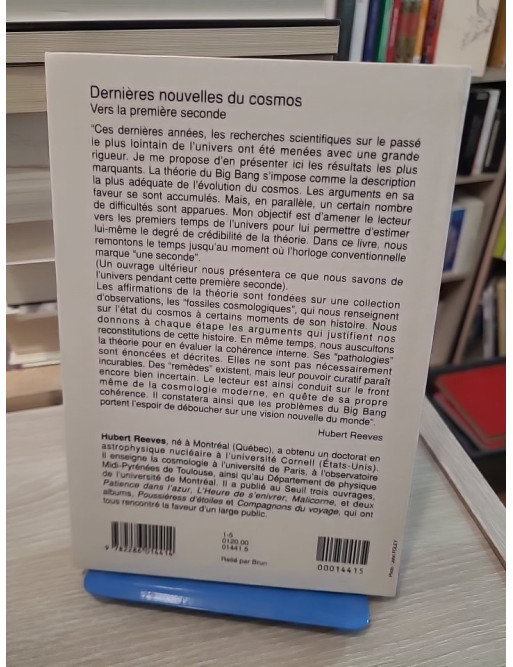 Dernières nouvelles du cosmos
Vers la première seconde
"Ces dernières années, les recherches scientifiques sur le passé
le plus lointain de l'univers ont été menées avec une grande
rigueur. Je me propose d'en présenter ici les résultats les plus
marquants. La théorie du Big Bang s'impose comme la description
la plus adéquate de l'évolution du cosmos. Les arguments en sa
faveur se sont accumulés. Mais, en parallèle, un certain nombre
de difficultés sont apparues. Mon objectif est d'amener le lecteur
vers les premiers temps de l'univers pour lui permettre d'estimer
lui-même le degré de crédibilité de la théorie. Dans ce livre, nous
remontons le temps jusqu'au moment où l'horloge conventionnelle
marque "une seconde".
(Un ouvrage ultérieur nous présentera ce que nous savons de
l'univers pendant cette première seconde).
Les affirmations de la théorie sont fondées sur une collection
d'observations, les "fossiles cosmologiques", qui nous renseignent
sur l'état du cosmos à certains moments de son histoire. Nous
donnons à chaque étape les arguments qui justifient nos
reconstitutions de cette histoire. En même temps, nous auscultons
la théorie pour en évaluer la cohérence interne. Ses "pathologies"
sont énoncées et décrites. Elles ne sont pas nécessairement
incurables. Des "remèdes" existent, mais leur pouvoir curatif paraît
encore bien incertain. Le lecteur est ainsi conduit sur le front
même de la cosmologie moderne, en quête de sa propre
cohérence. Il constatera ainsi que les problèmes du Big Bang
portent l'espoir de déboucher sur une vision nouvelle du monde".
Hubert Reeves
Hubert Reeves, né à Montréal (Québec), a obtenu un doctorat en
astrophysique nucléaire à l'université Cornell (États-Unis).
Il enseigne la cosmologie à l'université de Paris, à l'observatoire
Midi-Pyrénées de Toulouse, ainsi qu'au Département de physique
de l'université de Montréal. Il a publié au Seuil trois ouvrages,
Patience dans l'azur, L'Heure de s'enivrer, Malicorne, et deux
albums, Poussières d'étoiles et Compagnons du voyage, qui ont
tous rencontré la faveur d'un large public.
0120.00
01441.5
Relié par Brun
00014415